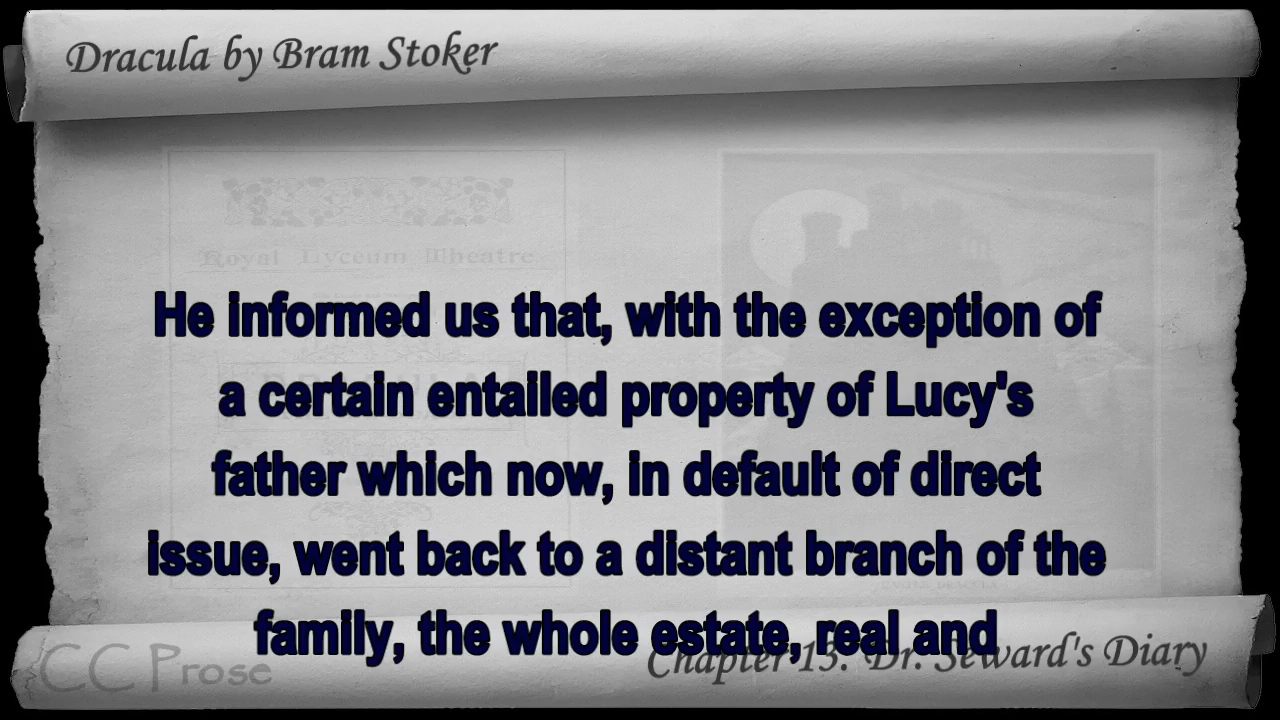 Dracula by Bram Stoker
Royal Lyceum Theatre
He informed us that, with the exception of
a certain entailed property of Lucy's
father which now, in default of direct
issue, went back to a distant branch of the
family, the whole estate, real and
Chapter 13. Dr. Seward's Diary
CC Prose